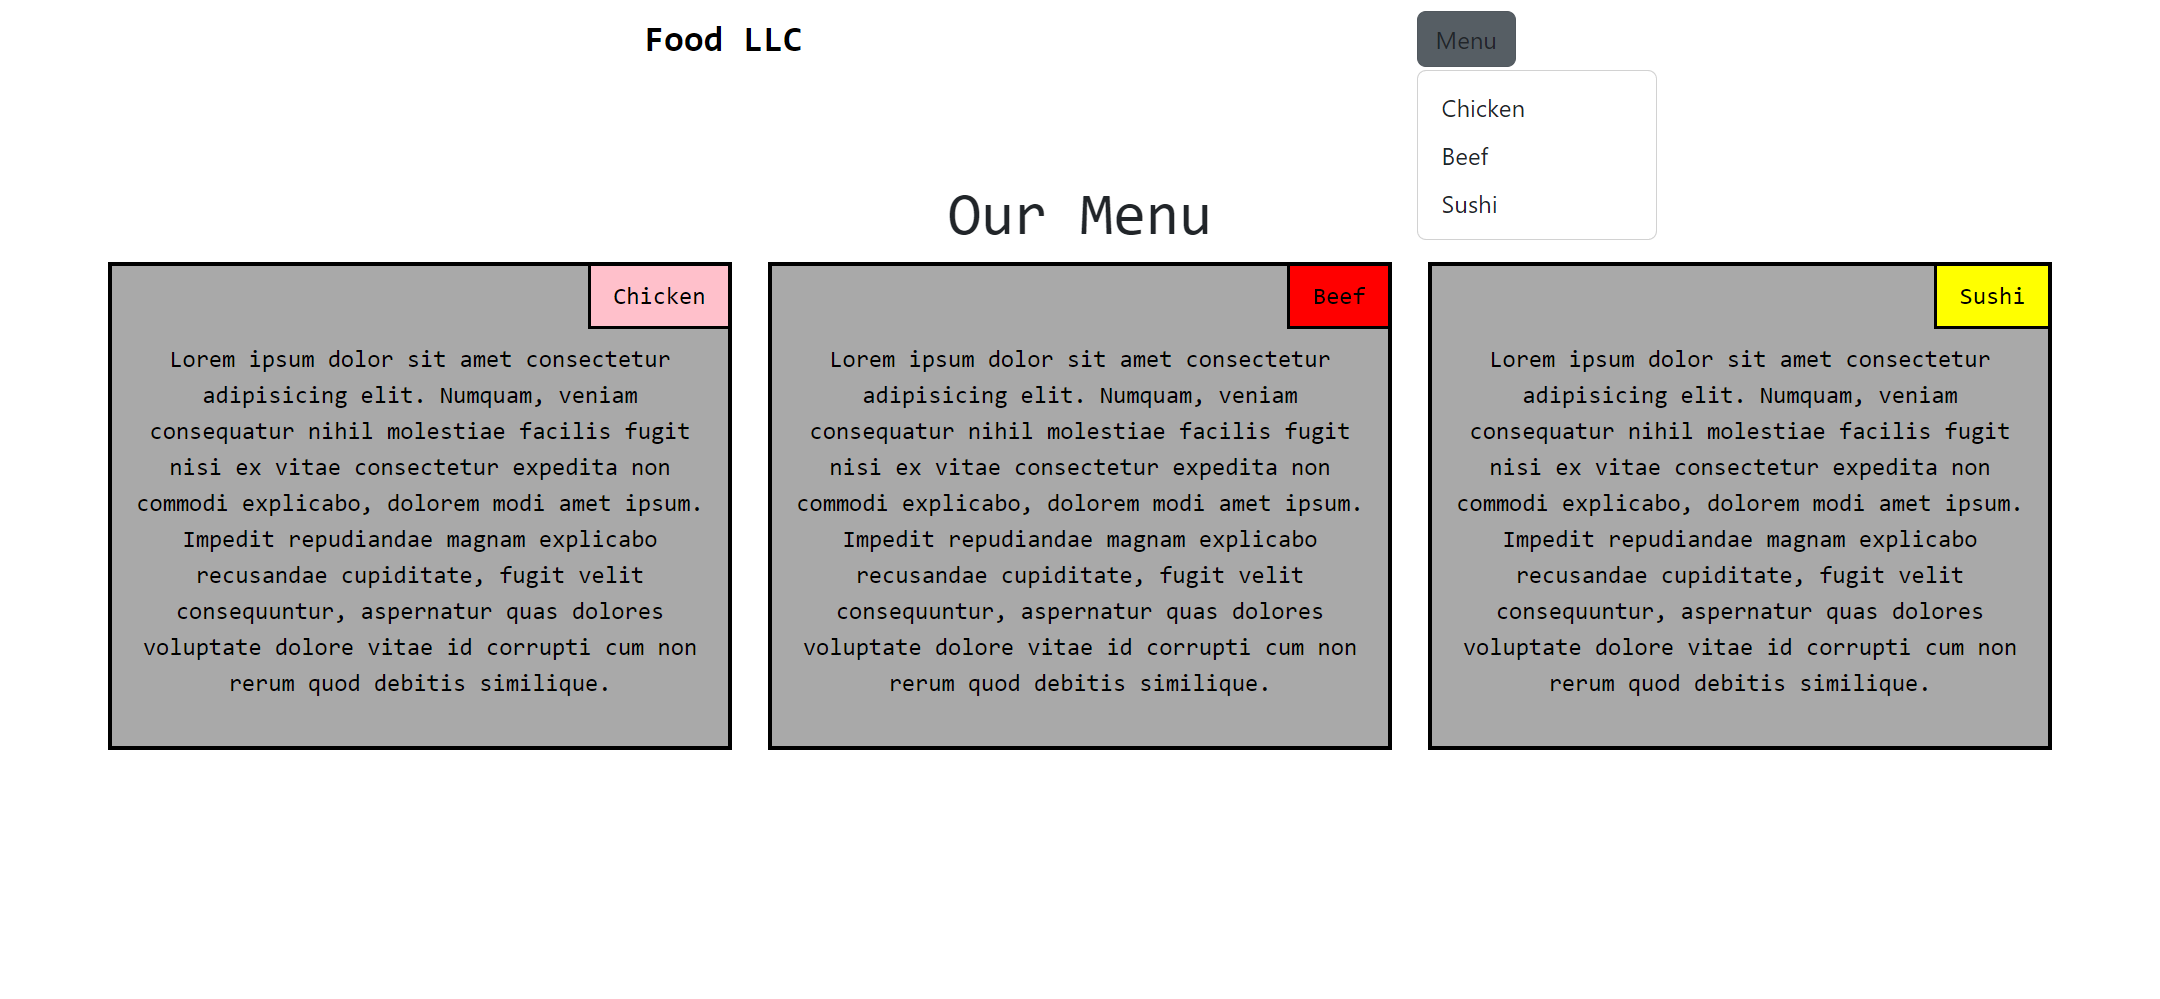 Food LLC
Menu
Chicken
Beef
Sushi
Our Menu
Chicken
Lorem ipsum dolor sit amet consectetur
adipisicing elit. Numquam, veniam
consequatur nihil molestiae facilis fugit
nisi ex vitae consectetur expedita non
commodi explicabo, dolorem modi amet ipsum.
Impedit repudiandae magnam explicabo
recusandae cupiditate, fugit velit
consequuntur, aspernatur quas dolores
voluptate dolore vitae id corrupti cum non
rerum quod debitis similique.
Beef
Lorem ipsum dolor sit amet consectetur
adipisicing elit. Numquam, veniam
consequatur nihil molestiae facilis fugit
nisi ex vitae consectetur expedita non
commodi explicabo, dolorem modi amet ipsum.
Impedit repudiandae magnam explicabo
recusandae cupiditate, fugit velit
consequuntur, aspernatur quas dolores
voluptate dolore vitae id corrupti cum non
rerum quod debitis similique.
Sushi
Lorem ipsum dolor sit amet consectetur
adipisicing elit. Numquam, veniam
consequatur nihil molestiae facilis fugit
nisi ex vitae consectetur expedita non
commodi explicabo, dolorem modi amet ipsum.
Impedit repudiandae magnam explicabo
recusandae cupiditate, fugit velit
consequuntur, aspernatur quas dolores
voluptate dolore vitae id corrupti cum non
rerum quod debitis similique.